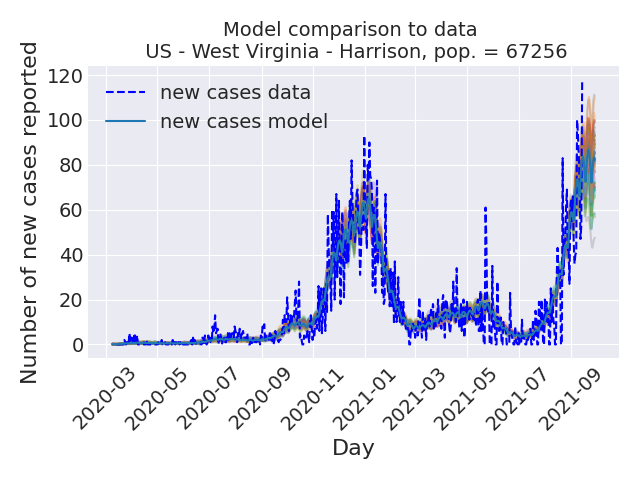 Model comparison to data
US - West Virginia - Harrison, pop. = 67256
Number of new cases reported
120
100
80
60
40
20
0
new cases data
new cases model
2020-03
2020-05
2020-07
2020-09
2020-11
2021-01
2021-03
2021-05
2021-07
2021-09
Day